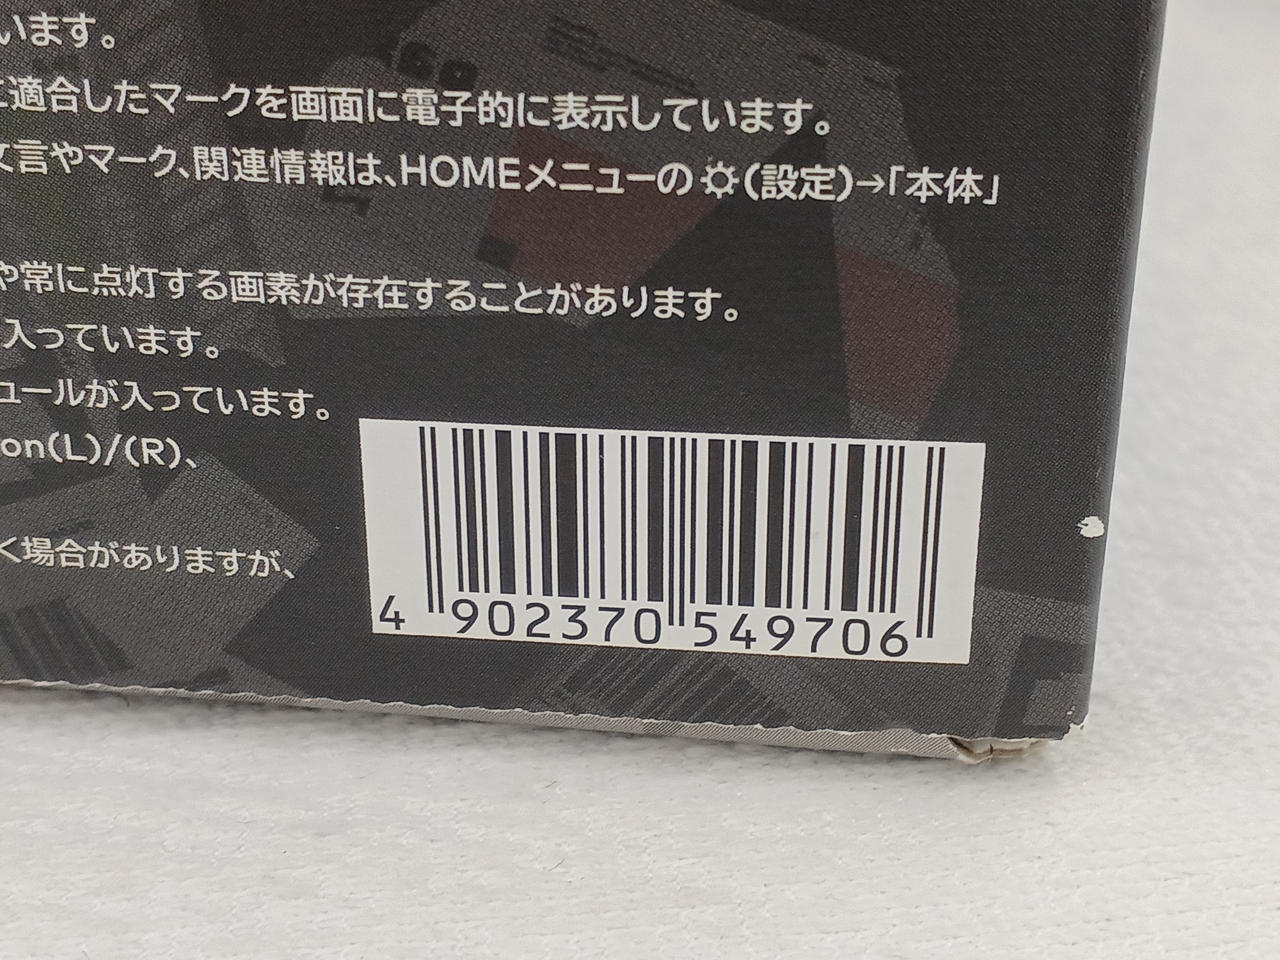 います。
適合したマークを画面に電子的に表示しています。
文言やマーク、関連情報は、HOMEメニューの(設定)→「本体」
や常に点灯する画素が存在することがあります。
入っています。
ュールが入っています。
on(L)/(R)、
く場合がありますが、
4 902370 549706